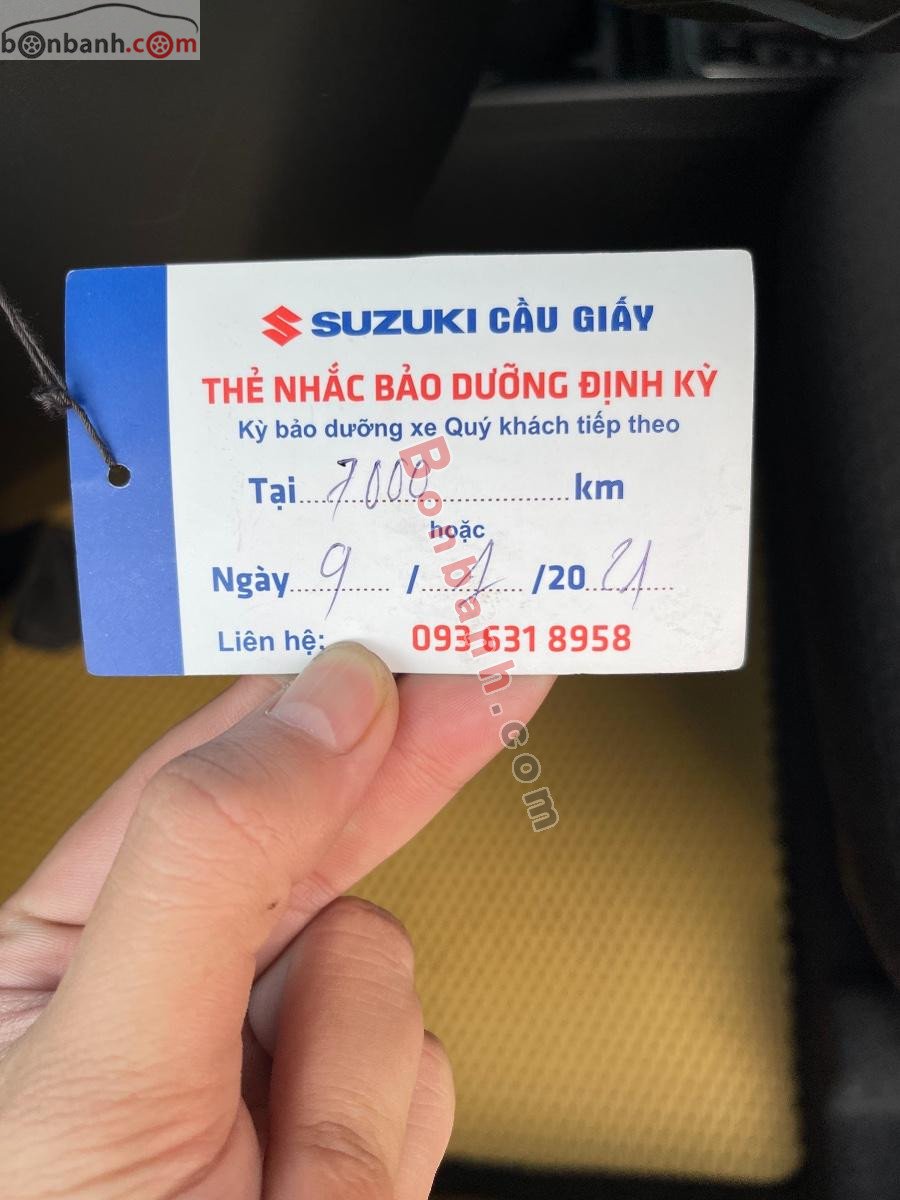 bonbanh.com
SUZUKI CẦU GIẤY
THẺ NHẮC BẢO DƯỠNG ĐỊNH KỲ
Kỳ bảo dưỡng xe Quý khách tiếp theo
Tại 7000 km
hoặc
Ngày 9 / 1 /20 21
Liên hệ: 093 631 8958
Bonbanh.com